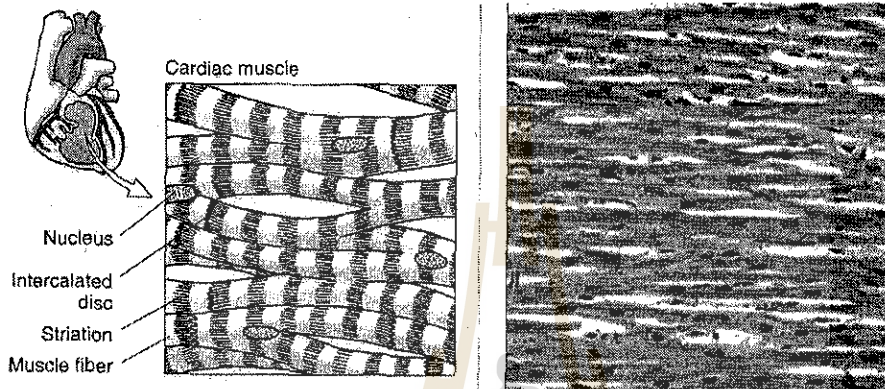 Cardiac muscle
Nucleus
Intercalated
disc
Striation
Muscle fiber